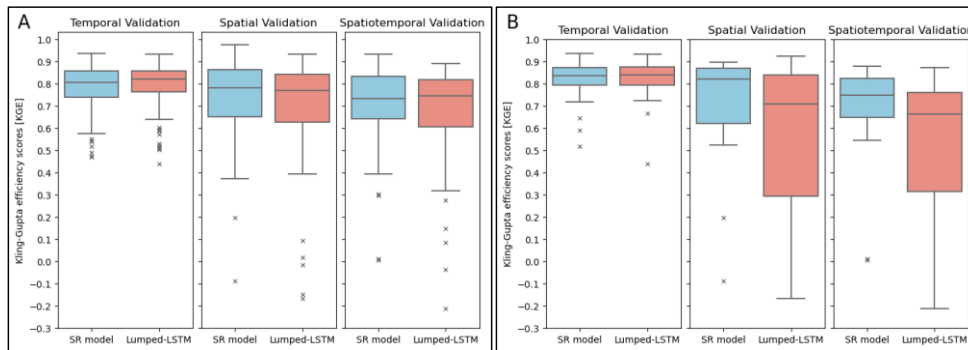 A
Temporal Validation
Spatial Validation
Spatiotemporal Validation
Kling-Gupta efficiency scores [KGE]
1.0
0.9
0.8
0.7
0.6
0.5
0.4
0.3
0.2
0.1
0.0
−0.1
−0.2
−0.3
SR model
Lumped-LSTM
SR model
Lumped-LSTM
SR model
Lumped-LSTM
B
Temporal Validation
Spatial Validation
Spatiotemporal Validation
Kling-Gupta efficiency scores [KGE]
1.0
0.9
0.8
0.7
0.6
0.5
0.4
0.3
0.2
0.1
0.0
−0.1
−0.2
−0.3
SR model
Lumped-LSTM
SR model
Lumped-LSTM
SR model
Lumped-LSTM